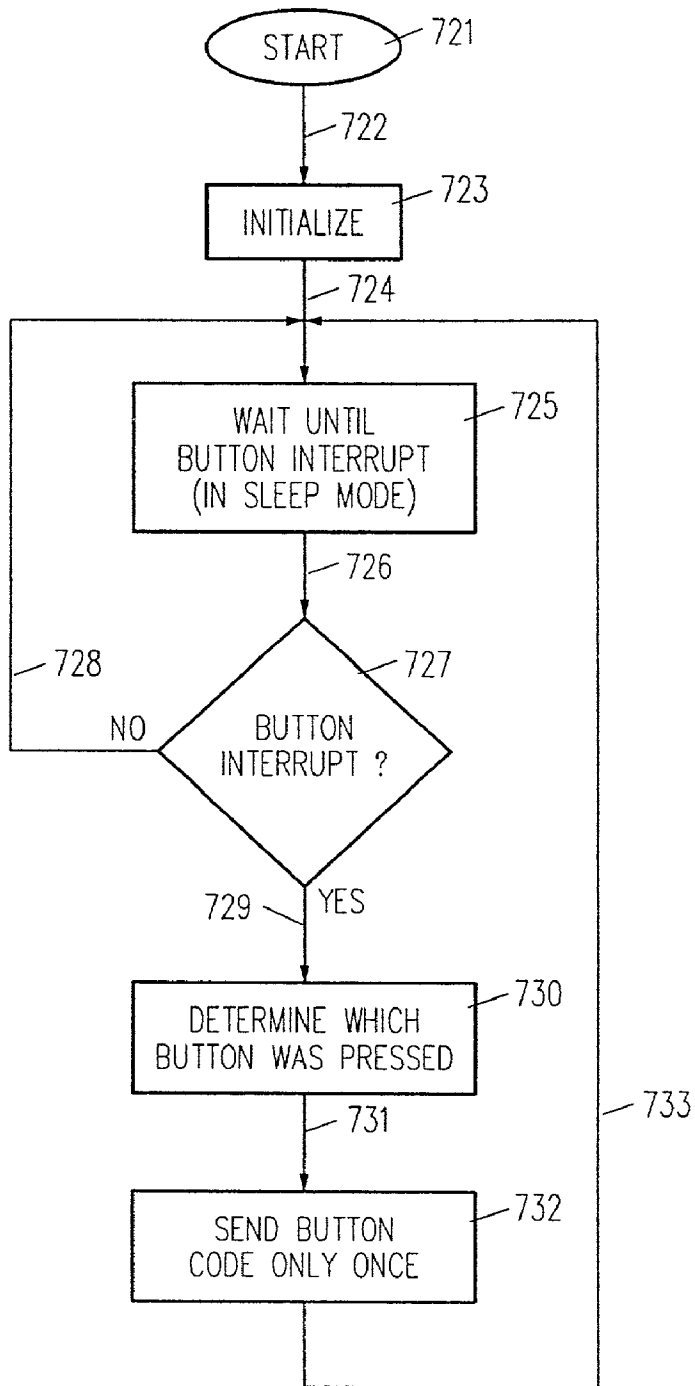 START
721
722
INITIALIZE
723
724
WAIT UNTIL
BUTTON INTERRUPT
(IN SLEEP MODE)
725
726
728
727
NO
BUTTON
INTERRUPT ?
729
YES
730
DETERMINE WHICH
BUTTON WAS PRESSED
731
733
732
SEND BUTTON
CODE ONLY ONCE